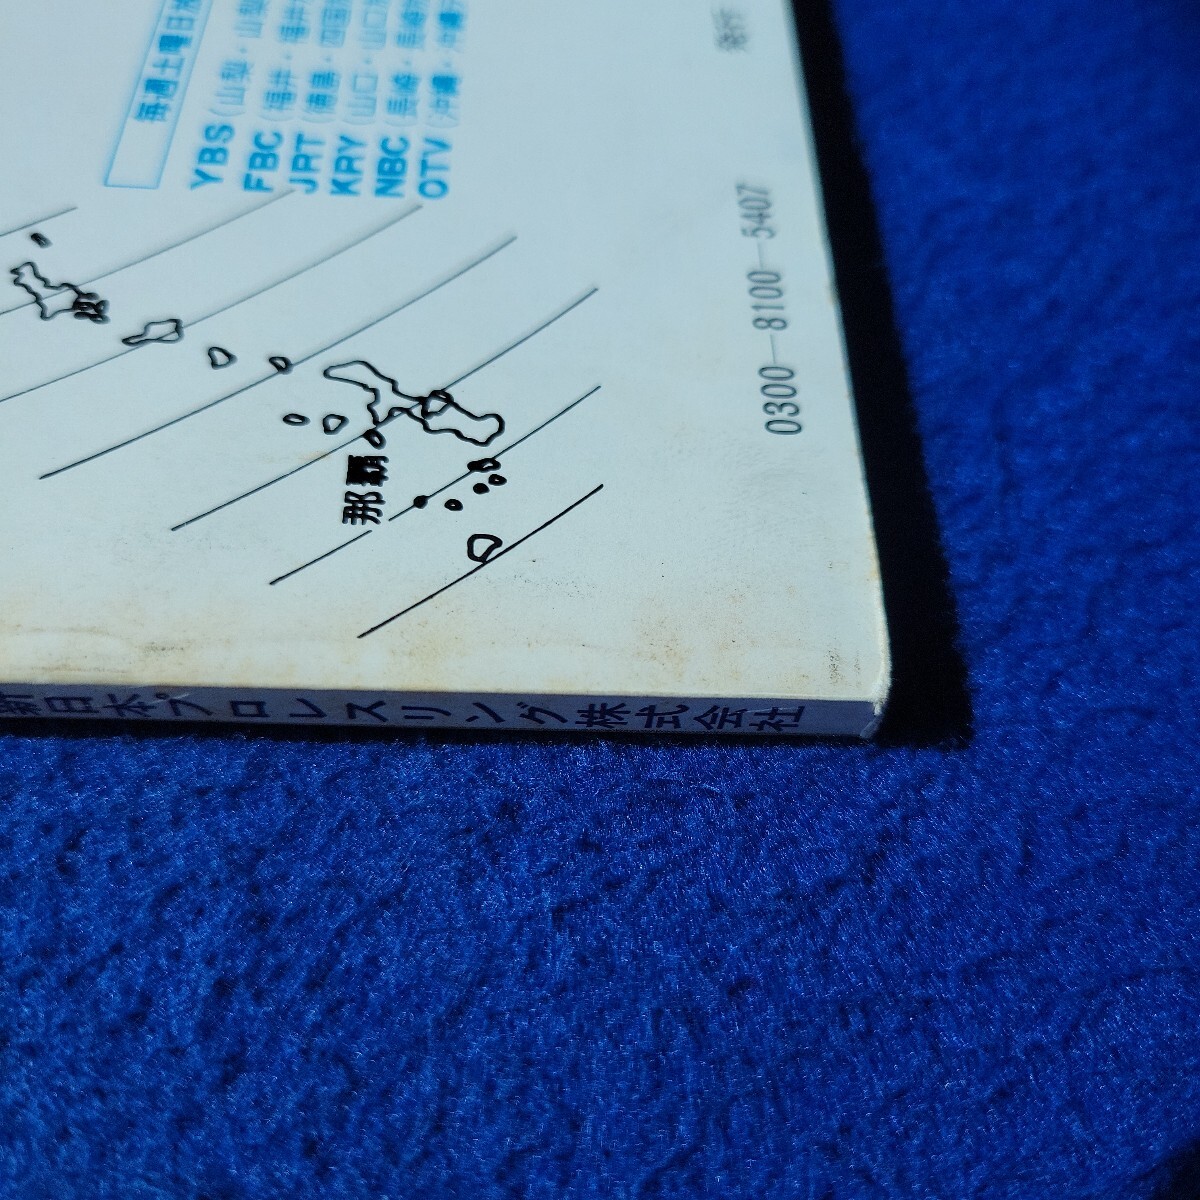 毎週土曜日
YBS(山梨・山梨
FBC(福井・福井
JRT(徳島・四国
KRY(山口・山口
NBC(長崎・長崎
OTV(沖縄・沖縄
発行
0300—8100—5407
那覇
新日本プロレスリング株式会社